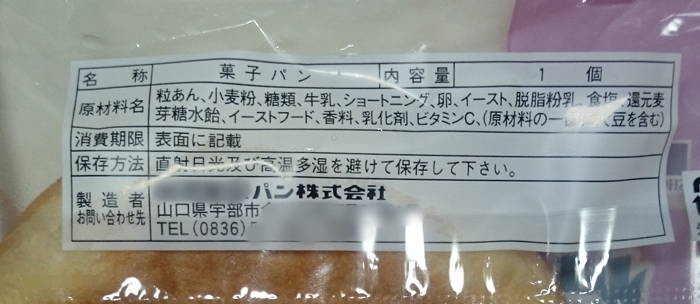 名称 菓子パン 内容量 1個
原材料名 粒あん、小麦粉、糖類、牛乳、ショートニング、卵、イースト、脱脂粉乳、食塩、還元麦
芽糖水飴、イーストフード、香料、乳化剤、ビタミンC、(原材料の一 大豆を含む)
消費期限 表面に記載
保存方法 直射日光及び高温多湿を避けて保存して下さい。
製造者 パン株式会社
お問い合わせ先 山口県宇部市
TEL(0836)